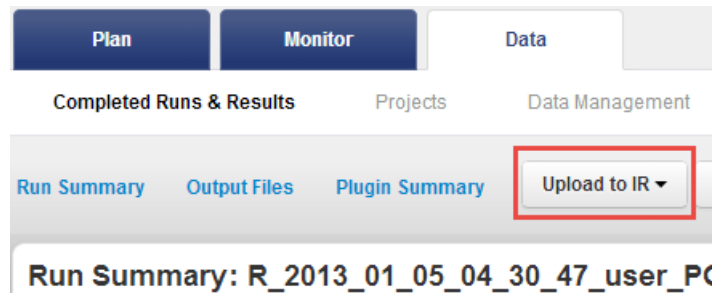 Plan Monitor Data
Completed Runs & Results Projects Data Management
Run Summary Output Files Plugin Summary Upload to IR
Run Summary: R_2013_01_05_04_30_47_user_PG